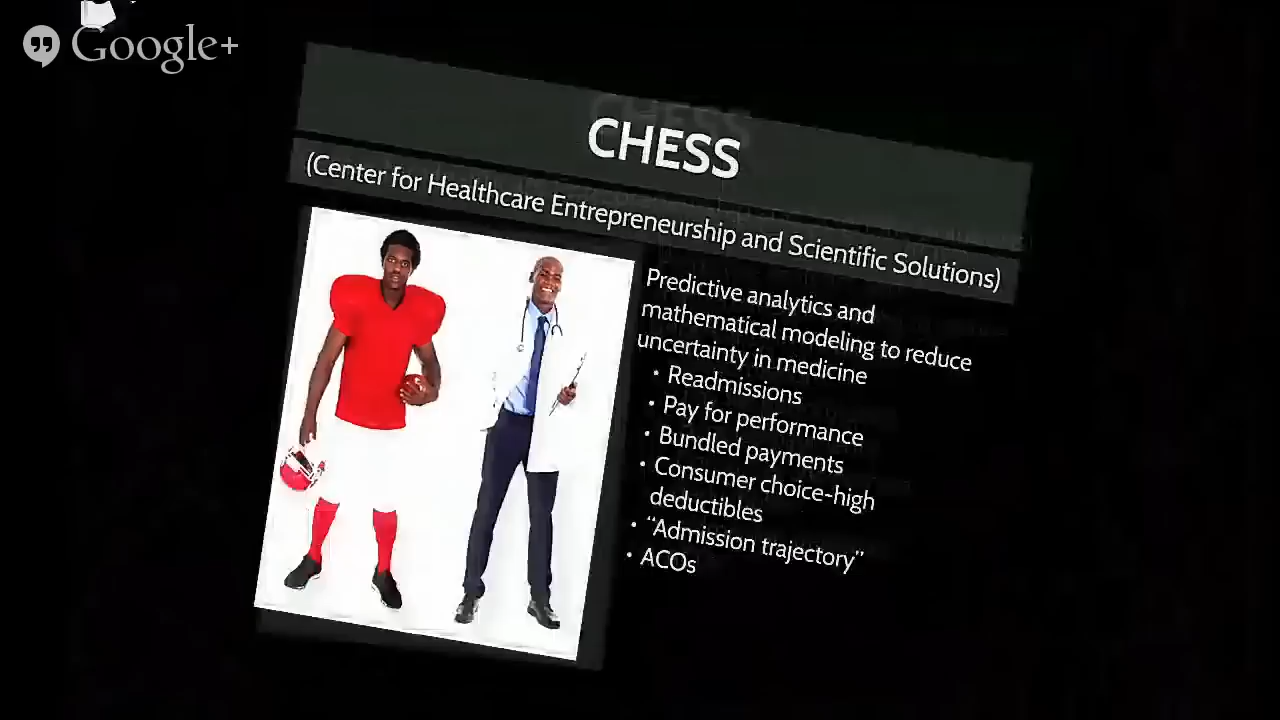 Google+
CHESS
(Center for Healthcare Entrepreneurship and Scientific Solutions)
Predictive analytics and
mathematical modeling to reduce
uncertainty in medicine
• Readmissions
• Pay for performance
• Bundled payments
• Consumer choice-high
deductibles
• “Admission trajectory”
• ACOs